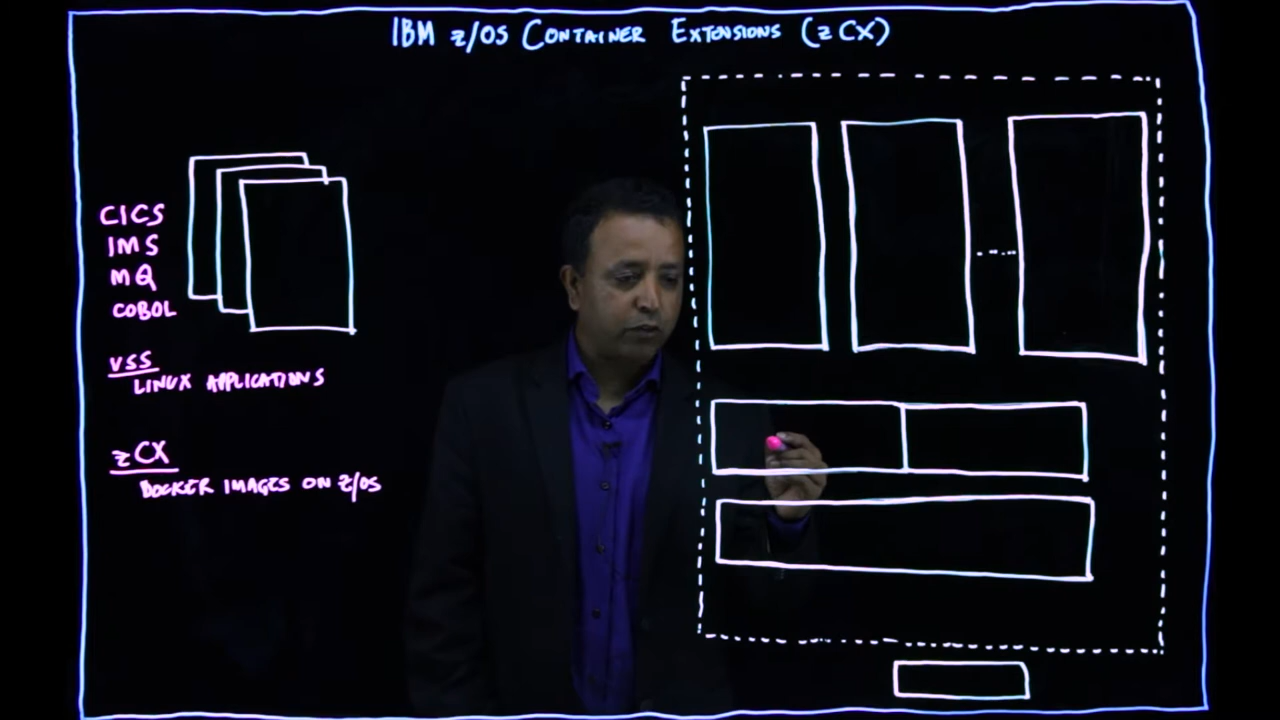 IBM z/OS CONTAINER EXTENSIONS (zCX)
CICS
IMS
MQ
COBOL
VSS
LINUX APPLICATIONS
zCX
DOCKER IMAGES ON z/OS